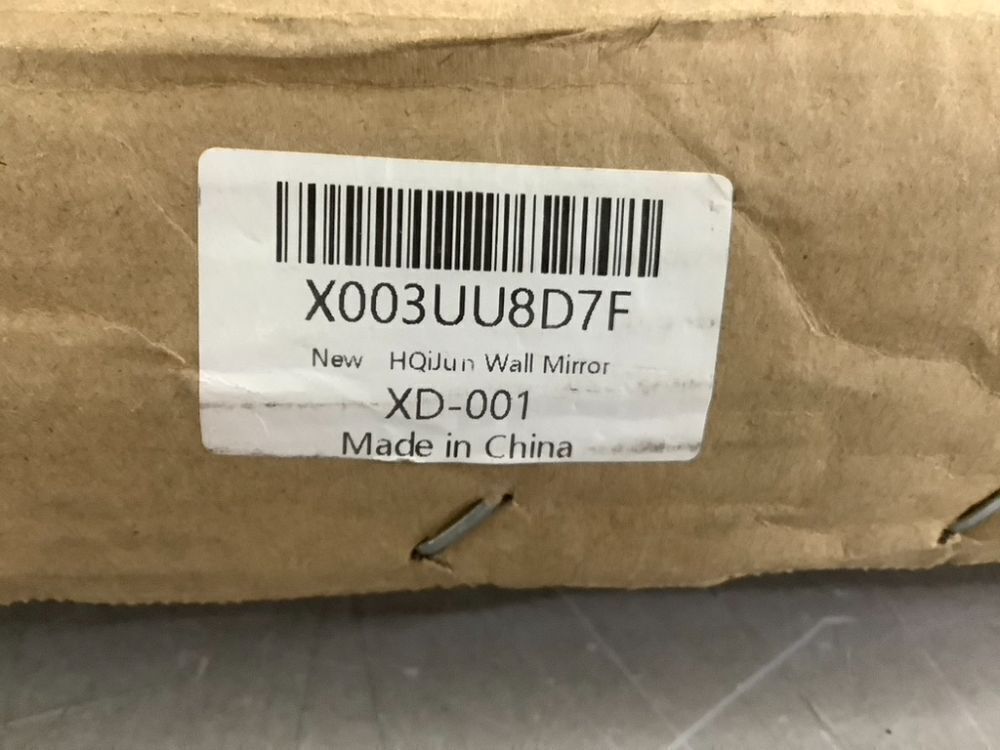 X003UU8D7F
New HQiJun Wall Mirror
XD-001
Made in China